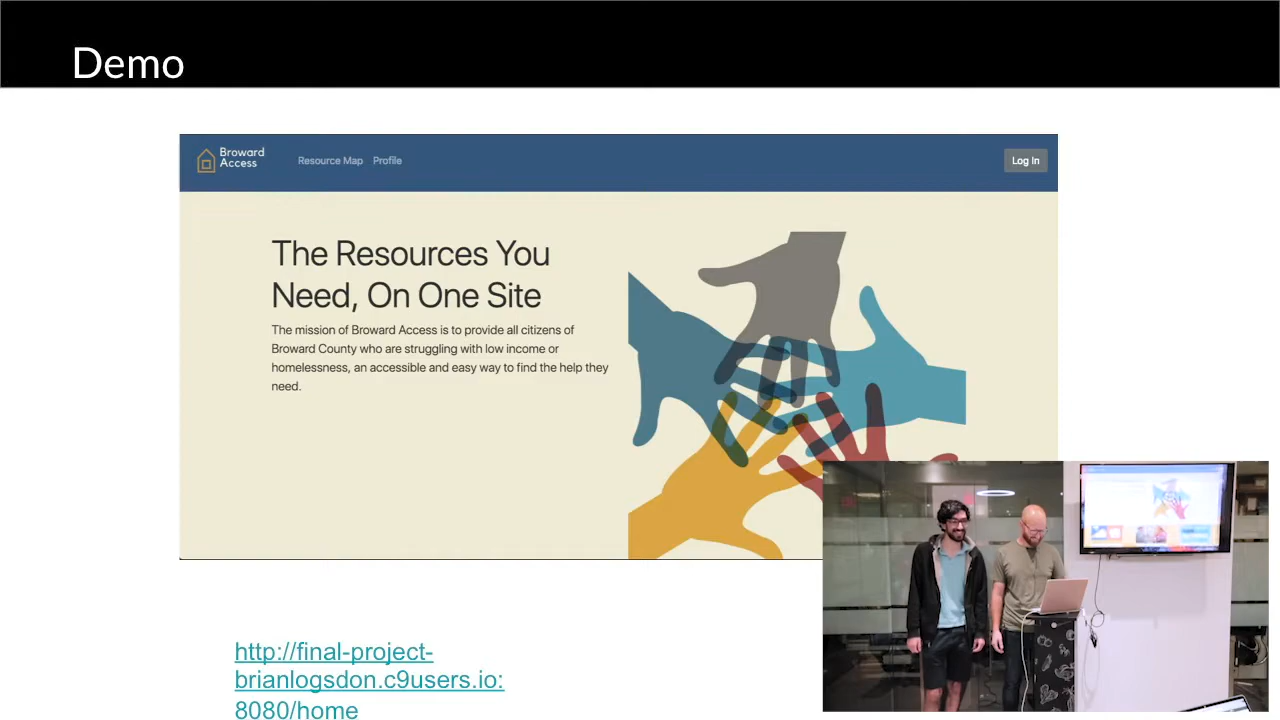 Demo
Broward
Access
Resource Map Profile
Log In
The Resources You
Need, On One Site
The mission of Broward Access is to provide all citizens of
Broward County who are struggling with low income or
homelessness, an accessible and easy way to find the help they
need.
http://final-project-
brianlogsdon.c9users.io:
8080/home